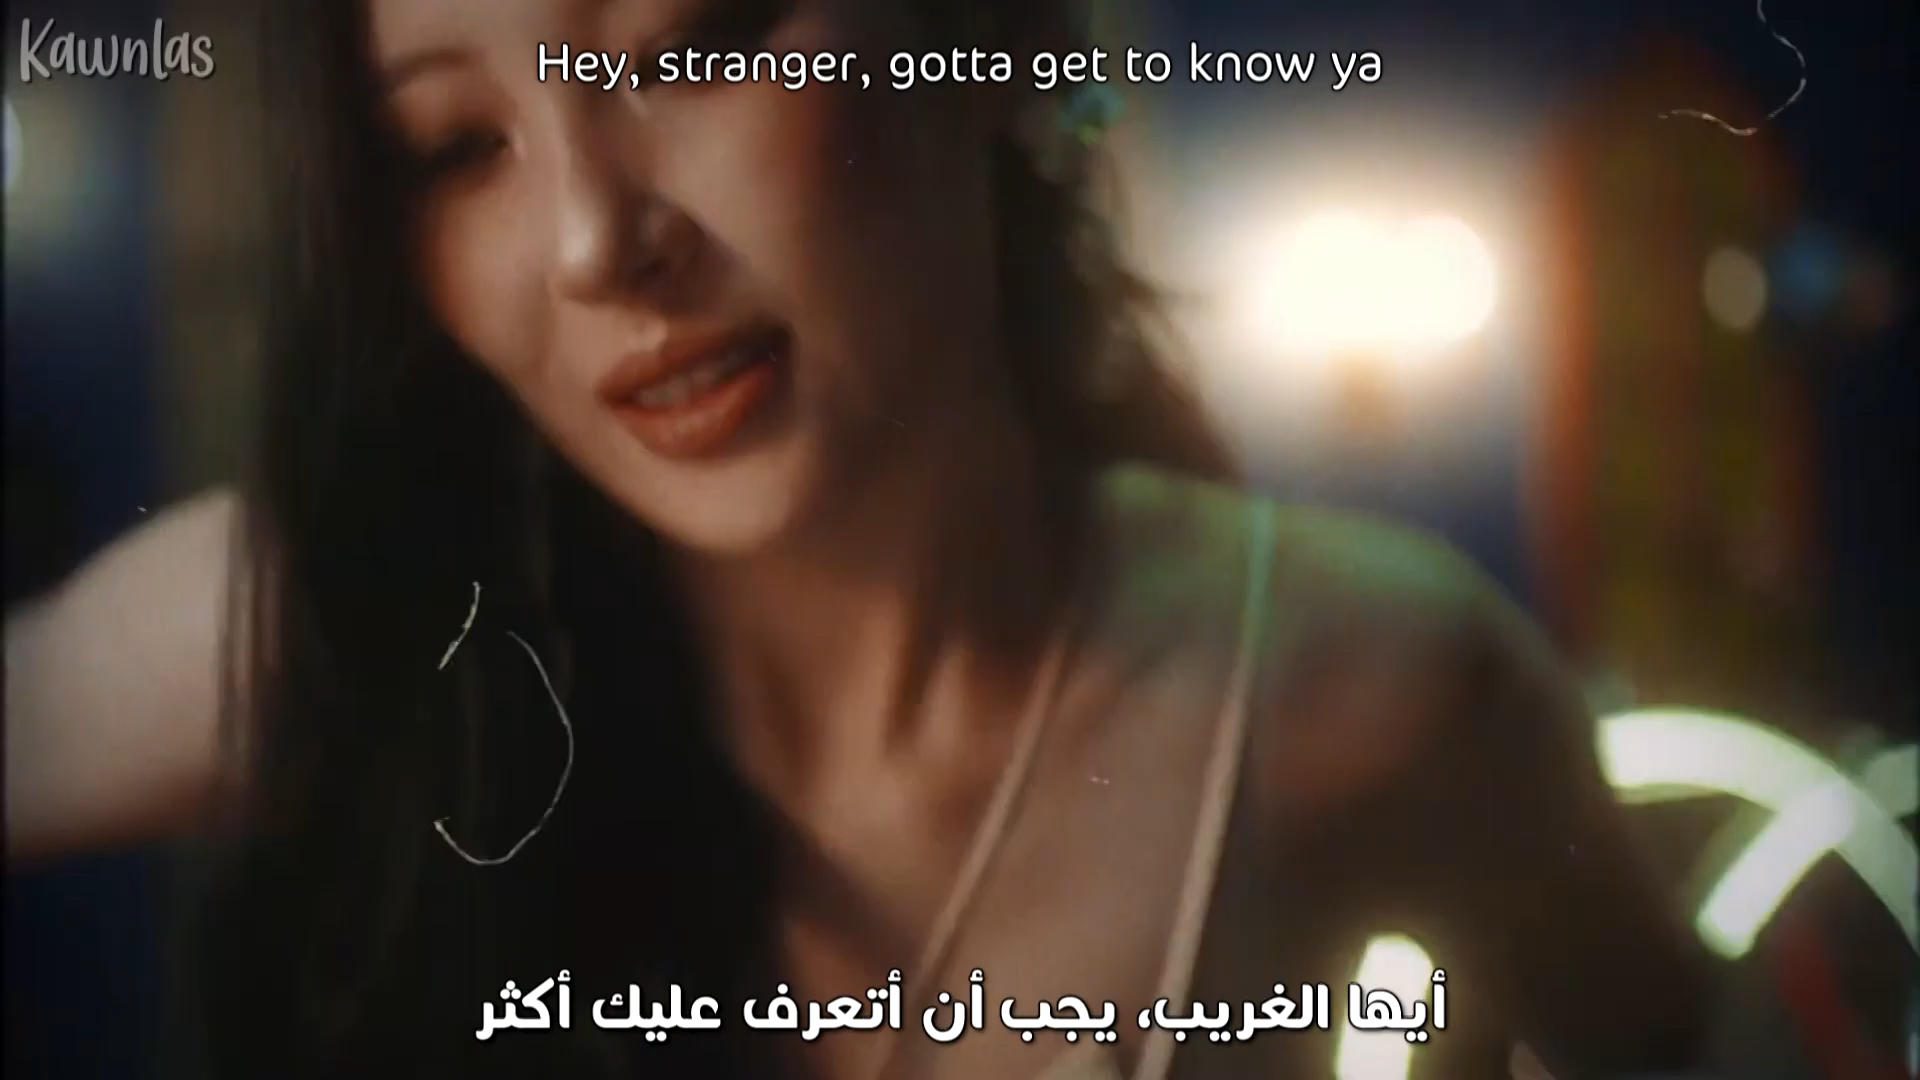 Kawnlas
Hey, stranger, gotta get to know ya
أيها الغريب، يجب أن أتعرف عليك أكثر